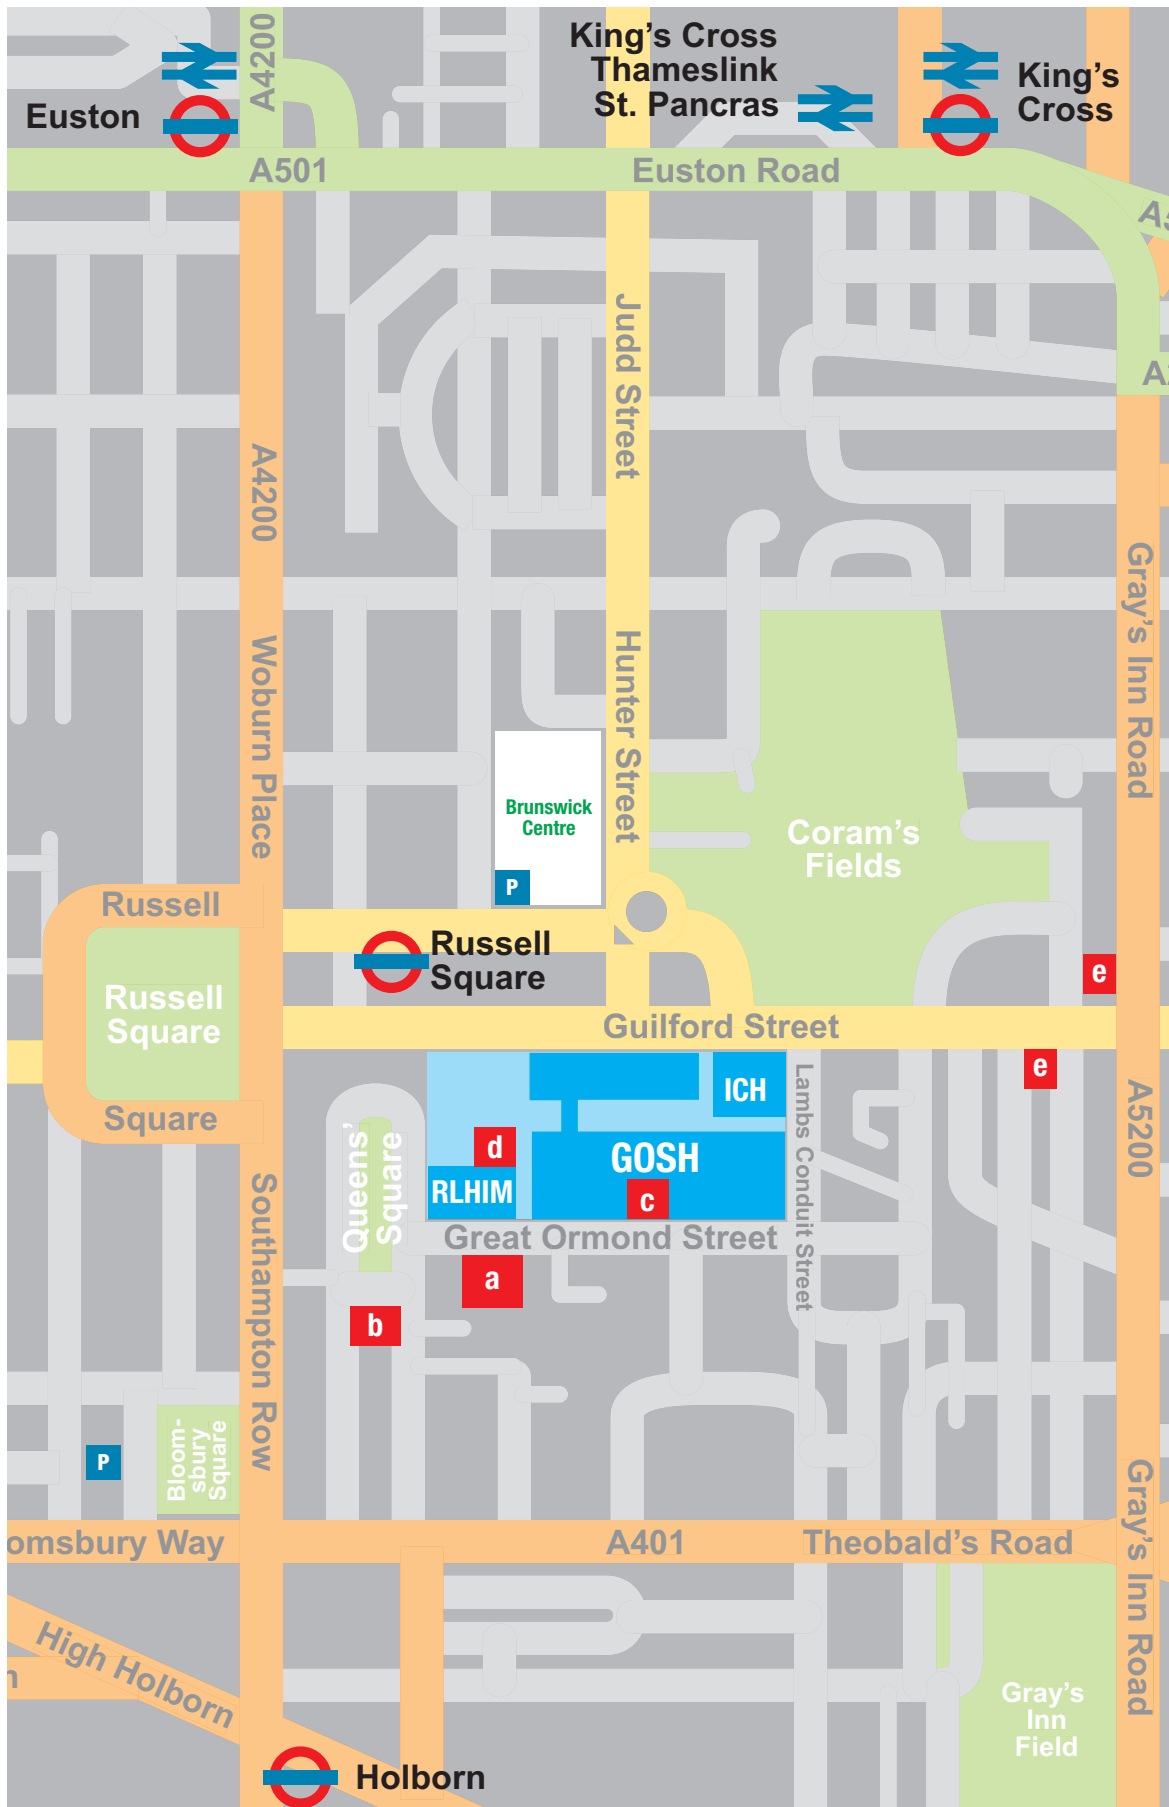 A4200
King's Cross
Thameslink
St. Pancras
King's
Cross
Euston
A501
Euston Road
A5
Judd Street
A2
A4200
Gray's Inn Road
Woburn Place
Hunter Street
Brunswick
Centre
P
Coram's
Fields
Russell
Russell
Square
e
Russell
Square
Guilford Street
e
ICH
Lambs Conduit Street
A5200
Square
Queens'
Square
d
GOSH
RLHIM
c
Great Ormond Street
Southampton Row
a
b
Bloom-
sbury
Square
P
Gray's Inn Road
omsbury Way
A401
Theobald's Road
High Holborn
n
Gray's
Inn
Field
Holborn